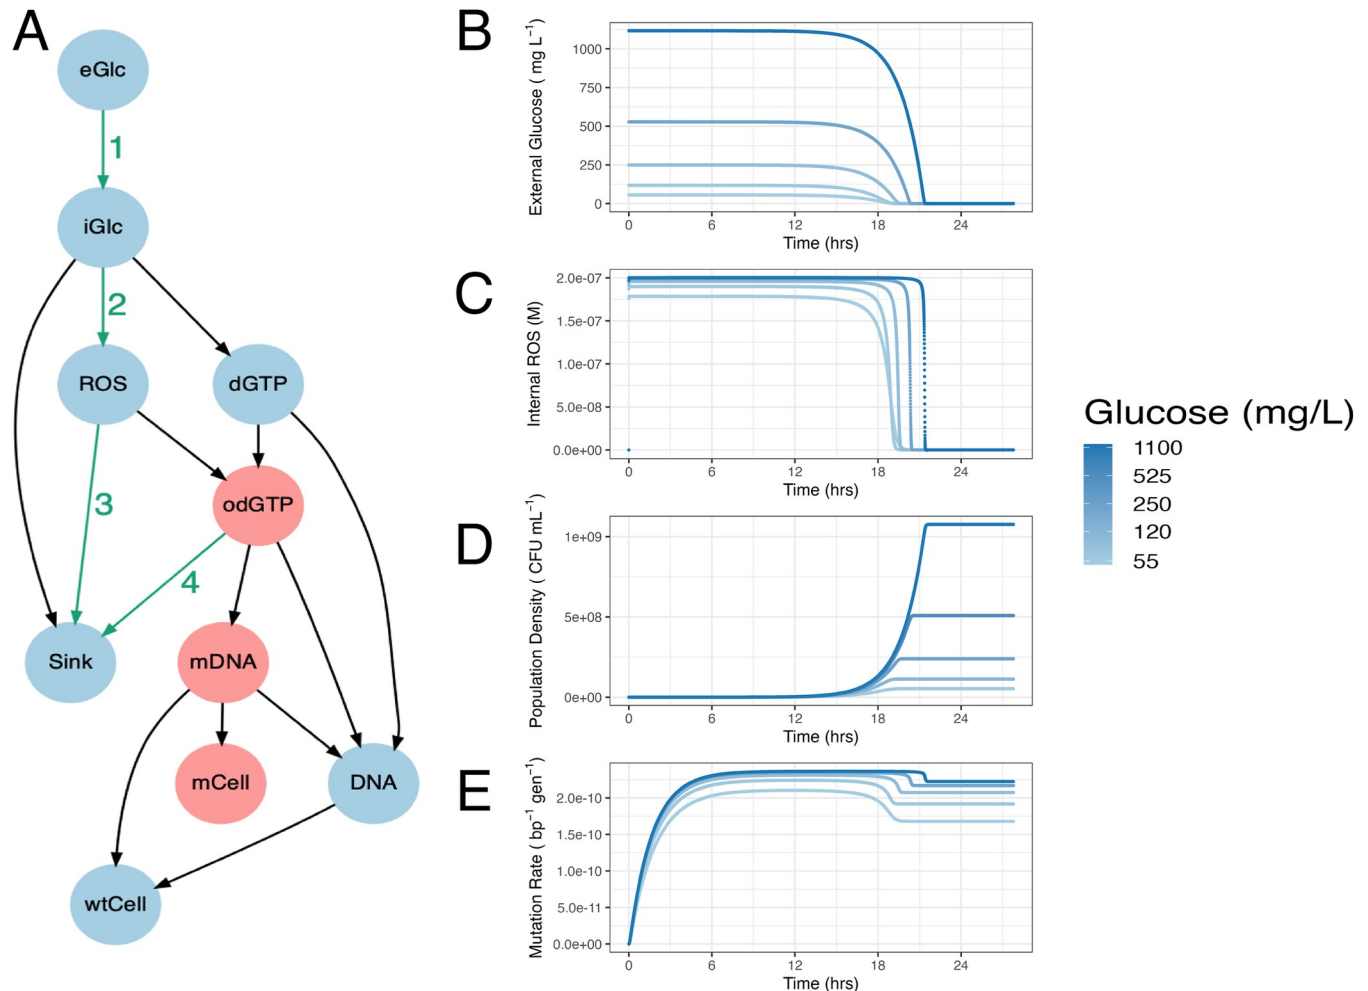 A
eGlc
1
iGlc
2
ROS
dGTP
odGTP
3
4
Sink
mDNA
mCell
DNA
wtCell
B
External Glucose ( mg L⁻¹)
1000
750
500
250
0
0 6 12 18 24
Time (hrs)
C
Internal ROS (M)
2.0e-07
1.5e-07
1.0e-07
5.0e-08
0.0e+00
0 6 12 18 24
Time (hrs)
D
Population Density ( CFU mL⁻¹)
1e+09
5e+08
0e+00
0 6 12 18 24
Time (hrs)
E
Mutation Rate ( bp⁻¹ gen⁻¹)
2.0e-10
1.5e-10
1.0e-10
5.0e-11
0.0e+00
0 6 12 18 24
Time (hrs)
Glucose (mg/L)
1100
525
250
120
55